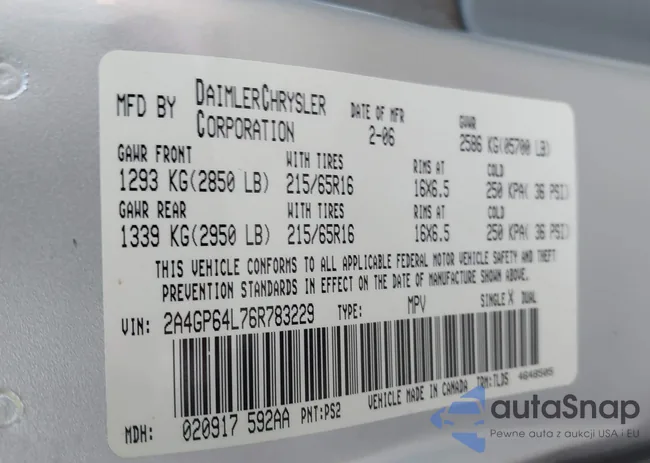 MFD BY DAIMLERCHRYSLER CORPORATION DATE OF MFR 2-06 GVWR 2586 KG(05700 LB)
GAWR FRONT WITH TIRES RIMS AT COLD
1293 KG(2850 LB) 215/65R16 16X6.5 250 KPA( 36 PSI)
GAWR REAR WITH TIRES RIMS AT COLD
1339 KG(2950 LB) 215/65R16 16X6.5 250 KPA( 36 PSI)
THIS VEHICLE CONFORMS TO ALL APPLICABLE FEDERAL MOTOR VEHICLE SAFETY AND THEFT
PREVENTION STANDARDS IN EFFECT ON THE DATE OF MANUFACTURE SHOWN ABOVE.
VIN: 2A4GP64L76R783229 TYPE: MPV SINGLE X DUAL
MDH: 020917 592AA PNT:PS2 VEHICLE MADE IN CANADA TRM:TLD5 4648505
autaSnap
Pewne auta z aukcji USA i EU